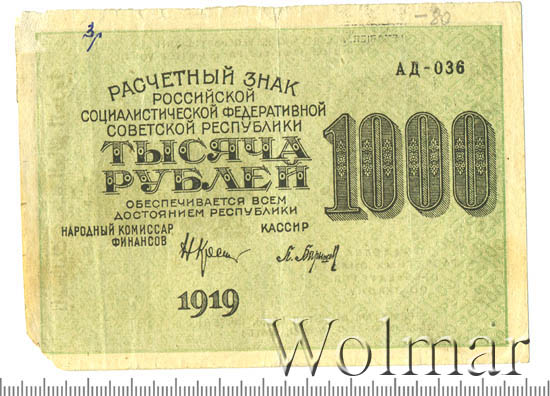 -80
АД-036
РАСЧЕТНЫЙ ЗНАК
РОССИЙСКОЙ
СОЦИАЛИСТИЧЕСКОЙ ФЕДЕРАТИВНОЙ
СОВЕТСКОЙ РЕСПУБЛИКИ
ТЫСЯЧА
РУБЛЕЙ
1000
ОБЕСПЕЧИВАЕТСЯ ВСЕМ
ДОСТОЯНИЕМ РЕСПУБЛИКИ
НАРОДНЫЙ КОМИССАР
ФИНАНСОВ
КАССИР
1919
Wolmar